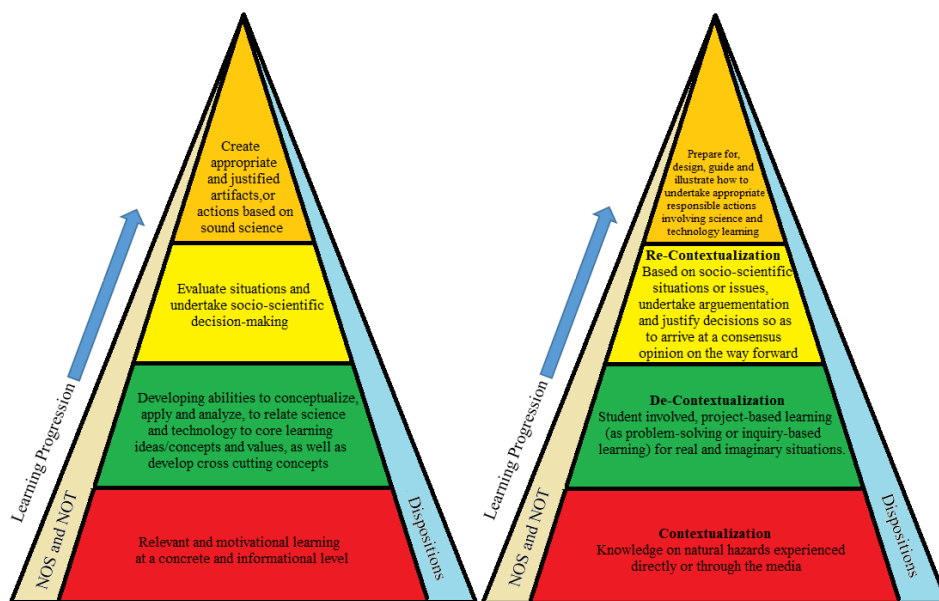 Create
appropriate
and justified
artifacts,or
actions based on
sound science
Evaluate situations and
undertake socio-scientific
decision-making
Developing abilities to conceptualize,
apply and analyze, to relate science
and technology to core learning
ideas/concepts and values, as well as
develop cross cutting concepts
Relevant and motivational learning
at a concrete and informational level
Learning Progression
NOS and NOT
Dispositions
Prepare for,
design, guide and
illustrate how to
undertake appropriate
responsible actions
involving science and
technology learning
Re-Contextualization
Based on socio-scientific
situations or issues,
undertake arguementation
and justify decisions so as
to arrive at a consensus
opinion on the way forward
De-Contextualization
Student involved, project-based learning
(as problem-solving or inquiry-based
learning) for real and imaginary situations.
Contextualization
Knowledge on natural hazards experienced
directly or through the media
Learning Progression
NOS and NOT
Dispositions